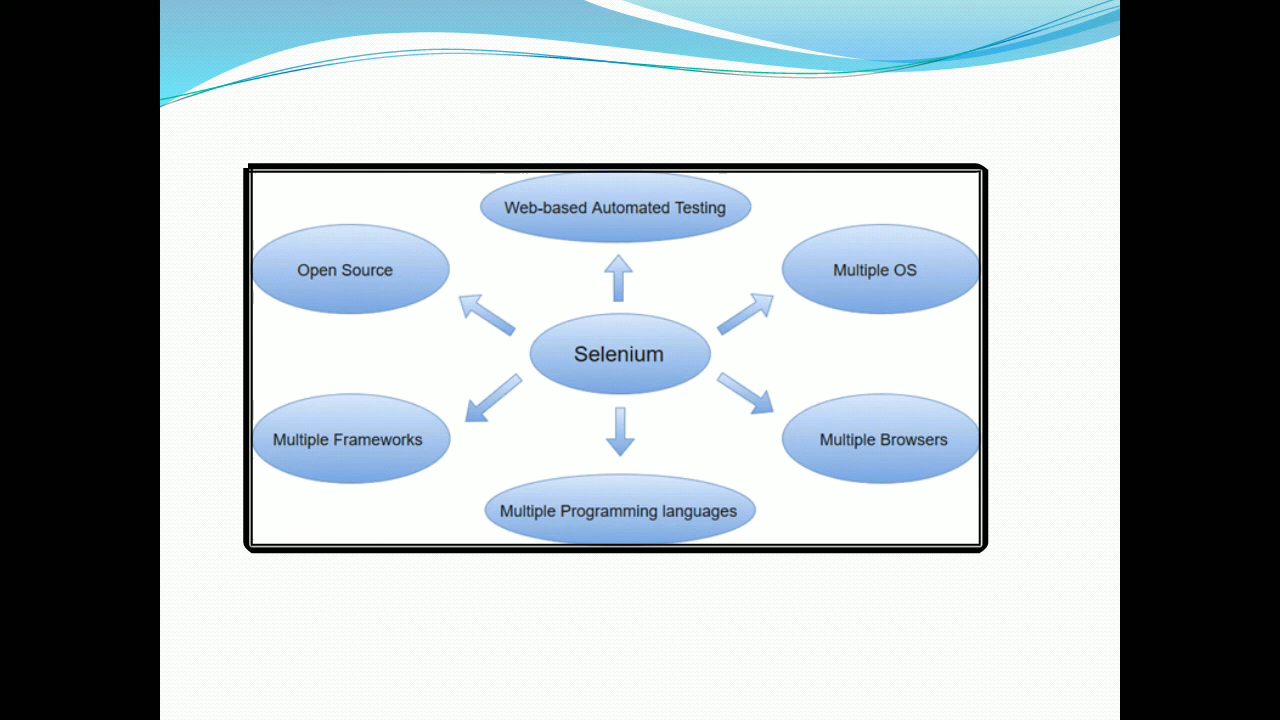 Web-based Automated Testing
Open Source
Multiple OS
Selenium
Multiple Frameworks
Multiple Browsers
Multiple Programming languages